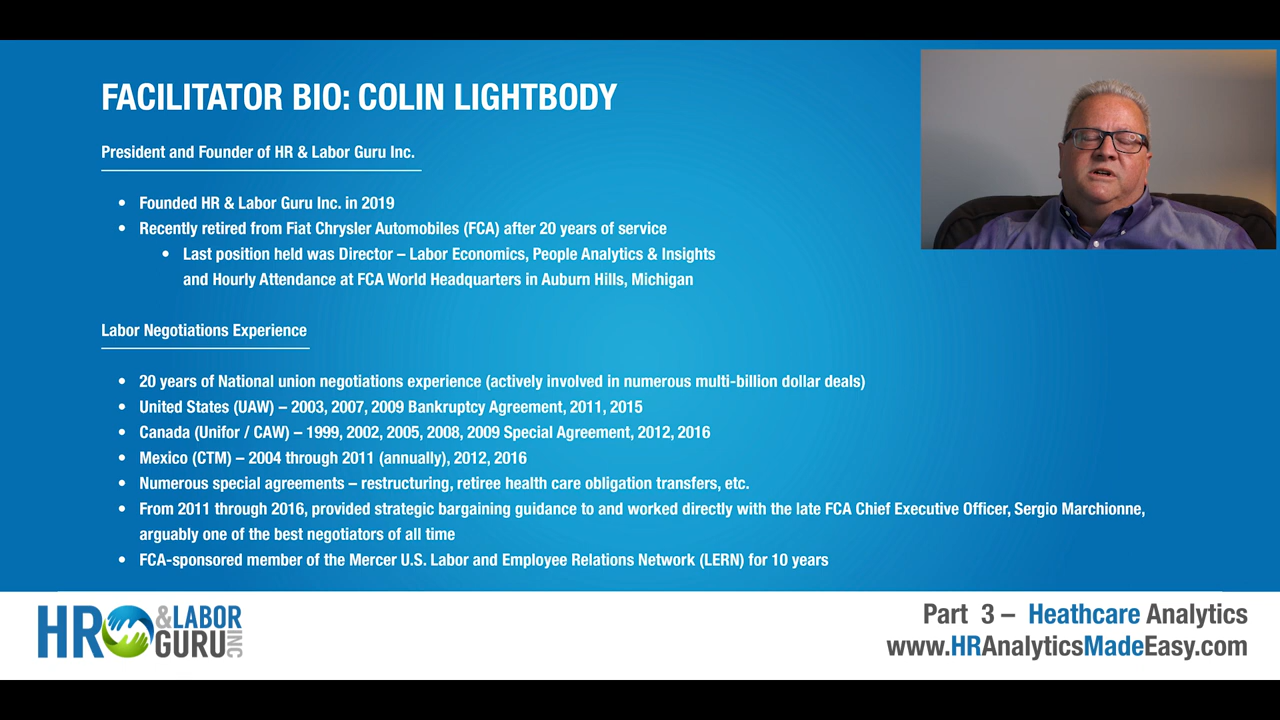 FACILITATOR BIO: COLIN LIGHTBODY
President and Founder of HR & Labor Guru Inc.
• Founded HR & Labor Guru Inc. in 2019
• Recently retired from Fiat Chrysler Automobiles (FCA) after 20 years of service
• Last position held was Director – Labor Economics, People Analytics & Insights
and Hourly Attendance at FCA World Headquarters in Auburn Hills, Michigan
Labor Negotiations Experience
• 20 years of National union negotiations experience (actively involved in numerous multi-billion dollar deals)
• United States (UAW) – 2003, 2007, 2009 Bankruptcy Agreement, 2011, 2015
• Canada (Unifor / CAW) – 1999, 2002, 2005, 2008, 2009 Special Agreement, 2012, 2016
• Mexico (CTM) – 2004 through 2011 (annually), 2012, 2016
• Numerous special agreements – restructuring, retiree health care obligation transfers, etc.
• From 2011 through 2016, provided strategic bargaining guidance to and worked directly with the late FCA Chief Executive Officer, Sergio Marchionne,
arguably one of the best negotiators of all time
• FCA-sponsored member of the Mercer U.S. Labor and Employee Relations Network (LERN) for 10 years
HR &LABOR
GURU INC
Part 3 – Heathcare Analytics
www.HRAnalyticsMadeEasy.com